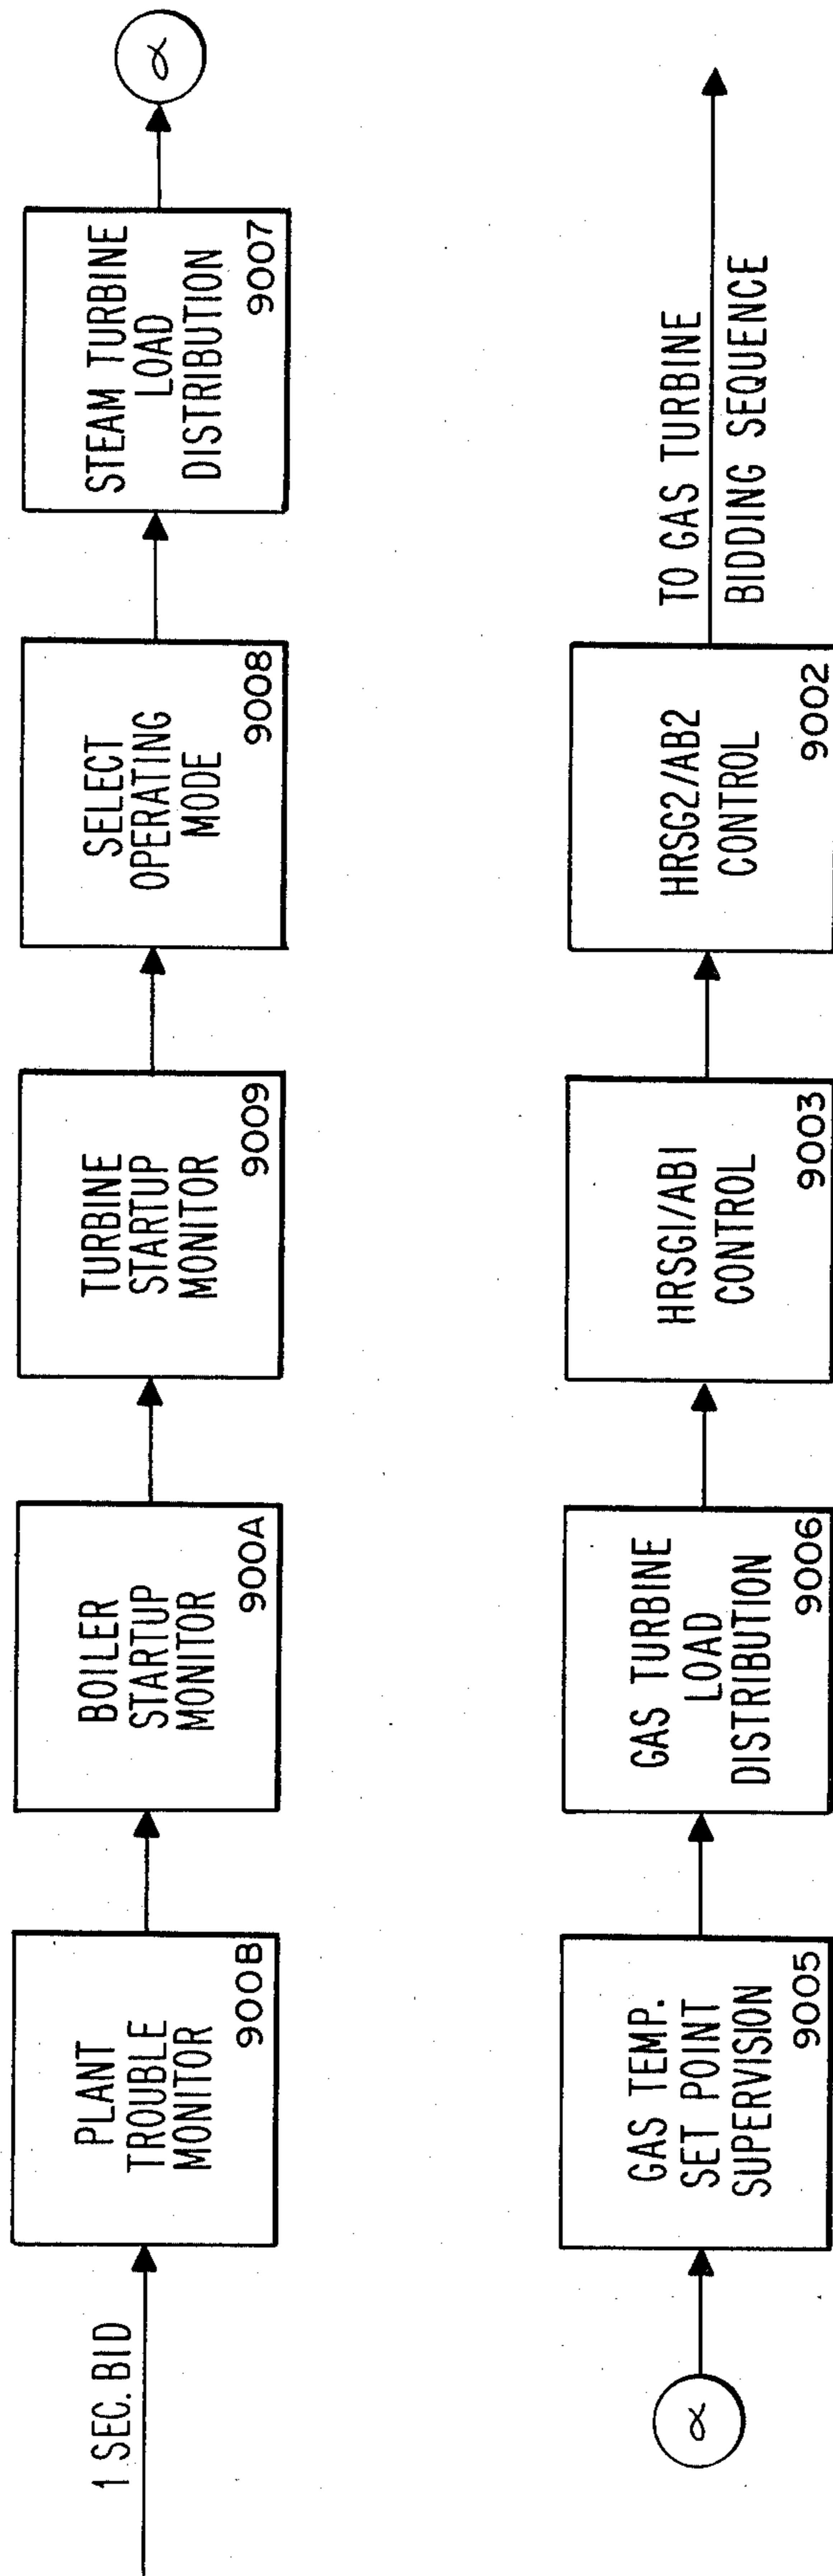 1 SEC. BID
PLANT
TROUBLE
MONITOR
900B
BOILER
STARTUP
MONITOR
900A
TURBINE
STARTUP
MONITOR
9009
SELECT
OPERATING
MODE
9008
STEAM TURBINE
LOAD
DISTRIBUTION
9007
α
α
GAS TEMP.
SET POINT
SUPERVISION
9005
GAS TURBINE
LOAD
DISTRIBUTION
9006
HRSG1/AB1
CONTROL
9003
HRSG2/AB2
CONTROL
9002
TO GAS TURBINE
BIDDING SEQUENCE